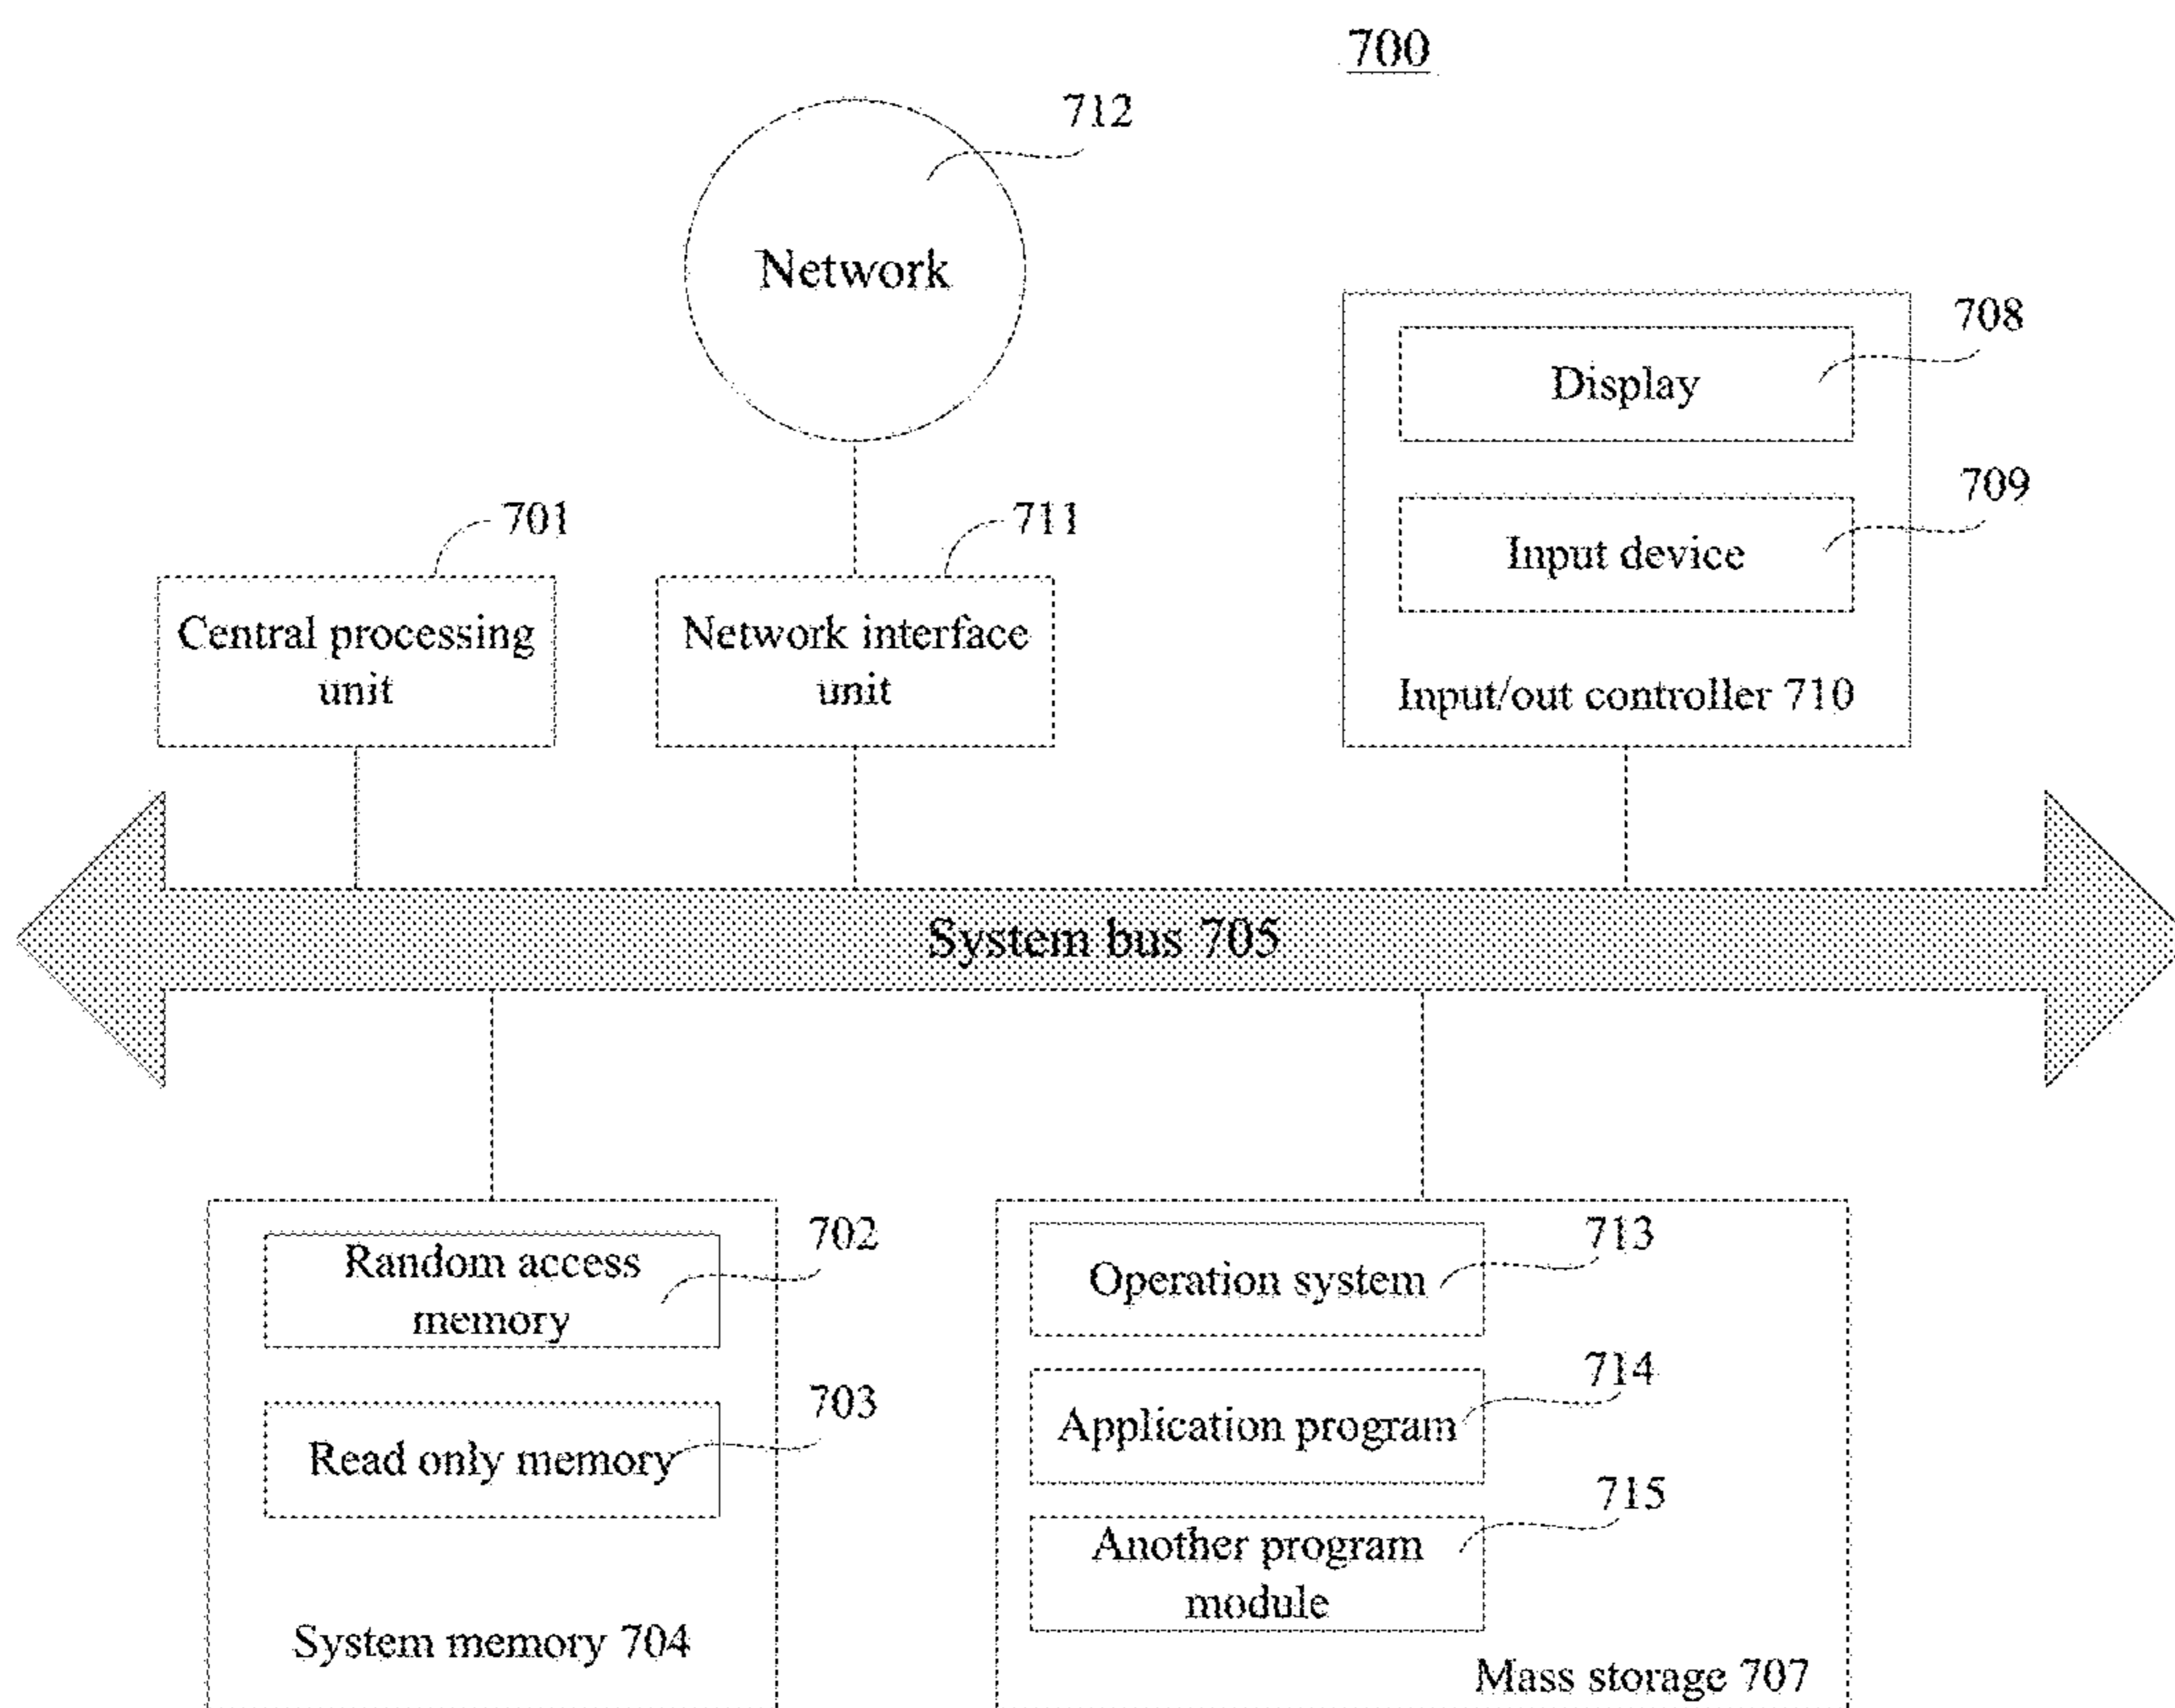 700
712
Network
708
Display
709
Input device
Input/out controller 710
701
Central processing
unit
711
Network interface
unit
System bus 705
702
Random access
memory
703
Read only memory
System memory 704
713
Operation system
714
Application program
715
Another program
module
Mass storage 707